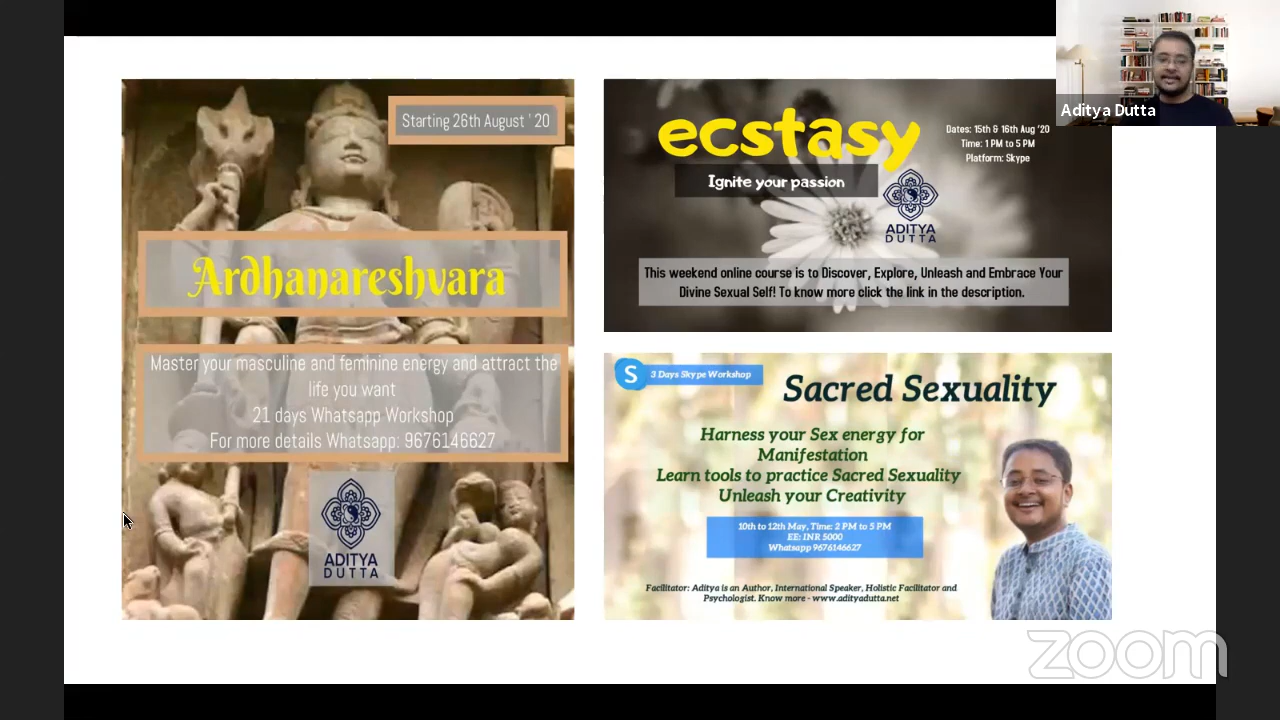 Starting 26th August ' 20
Ardhanareshvara
Master your masculine and feminine energy and attract the
life you want
21 days Whatsapp Workshop
For more details Whatsapp: 9676146627
ADITYA
DUTTA
ecstasy
Ignite your passion
Dates: 15th & 16th Aug '20
Time: 1 PM to 5 PM
Platform: Skype
ADITYA
DUTTA
This weekend online course is to Discover, Explore, Unleash and Embrace Your
Divine Sexual Self! To know more click the link in the description.
S 3 Days Skype Workshop
Sacred Sexuality
Harness your Sex energy for
Manifestation
Learn tools to practice Sacred Sexuality
Unleash your Creativity
10th to 12th May, Time: 2 PM to 5 PM
EE: INR 5000
Whatsapp 9676146627
Facilitator: Aditya is an Author, International Speaker, Holistic Facilitator and
Psychologist. Know more - www.adityadutta.net
Aditya Dutta
zoom